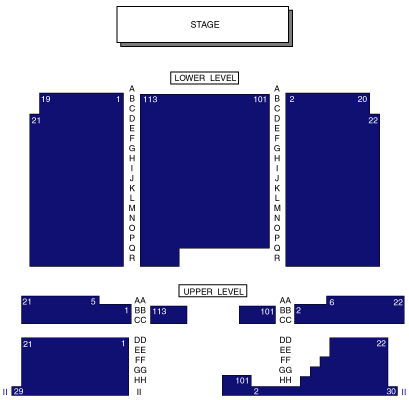 STAGE
LOWER LEVEL
A A
19 1 B 113 101 B 2 20
C C
21 D D 22
E E
F F
G G
H H
I I
J J
K K
L L
M M
N N
O O
P P
Q Q
R R
UPPER LEVEL
21 5 AA AA 6 22
1 BB 113 101 BB 2
CC CC
21 1 DD DD 22
EE EE
FF FF
GG GG
HH 101 HH
II 29 II 2 30 II